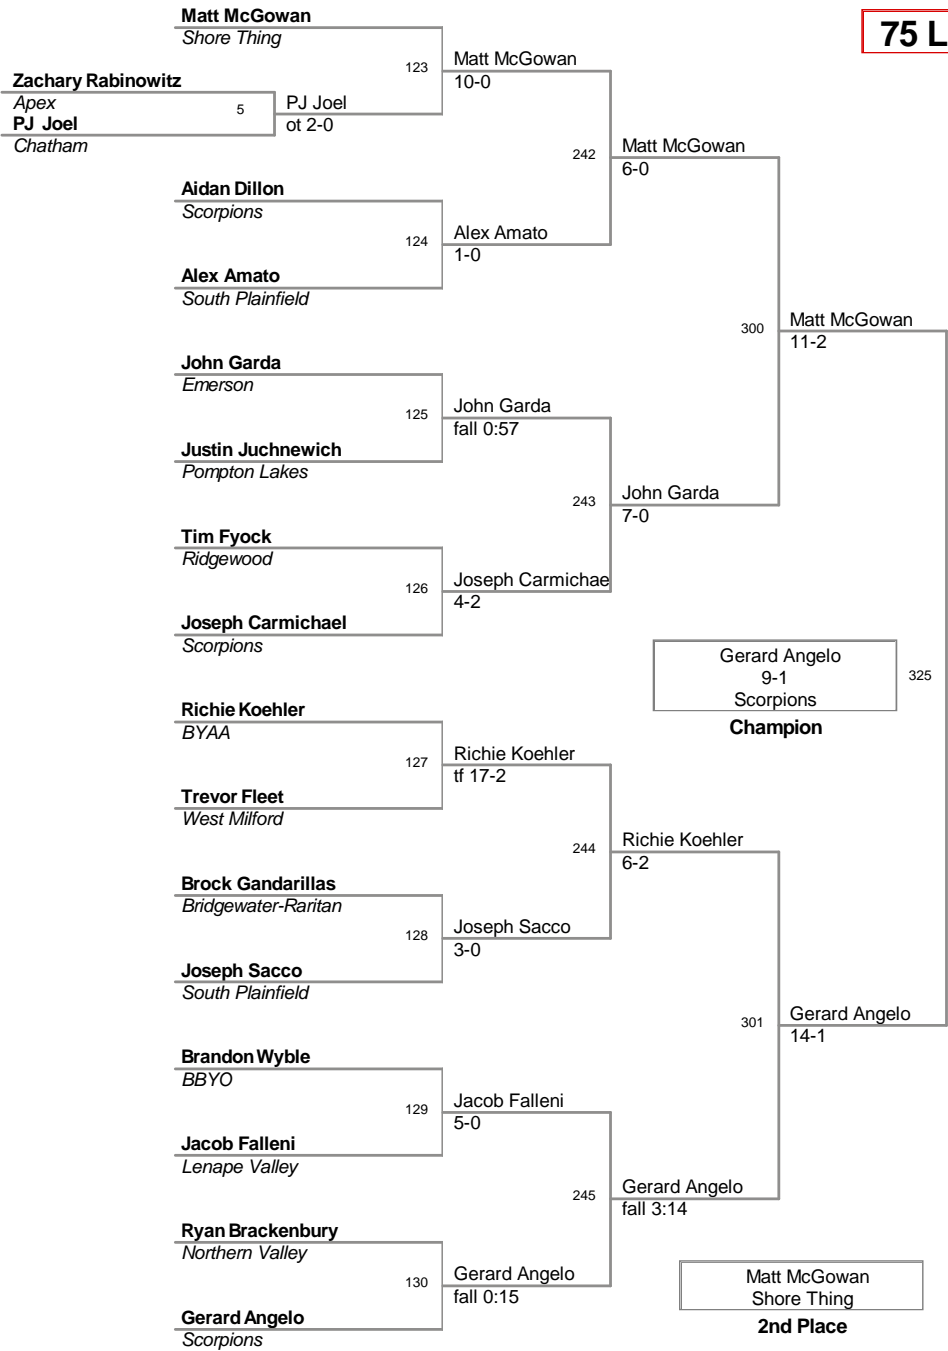 Matt McGowan
Shore Thing
75 L
123
Matt McGowan
10-0
Zachary Rabinowitz
Apex
5
PJ Joel
ot 2-0
PJ Joel
Chatham
242
Matt McGowan
6-0
Aidan Dillon
Scorpions
124
Alex Amato
1-0
Alex Amato
South Plainfield
300
Matt McGowan
11-2
John Garda
Emerson
125
John Garda
fall 0:57
Justin Juchnewich
Pompton Lakes
243
John Garda
7-0
Tim Fyock
Ridgewood
126
Joseph Carmichae
4-2
Joseph Carmichael
Scorpions
Gerard Angelo
9-1
Scorpions
325
Champion
Richie Koehler
BYAA
127
Richie Koehler
tf 17-2
Trevor Fleet
West Milford
244
Richie Koehler
6-2
Brock Gandarillas
Bridgewater-Raritan
128
Joseph Sacco
3-0
Joseph Sacco
South Plainfield
301
Gerard Angelo
14-1
Brandon Wyble
BBYO
129
Jacob Falleni
5-0
Jacob Falleni
Lenape Valley
245
Gerard Angelo
fall 3:14
Ryan Brackenbury
Northern Valley
130
Gerard Angelo
fall 0:15
Gerard Angelo
Scorpions
Matt McGowan
Shore Thing
2nd Place